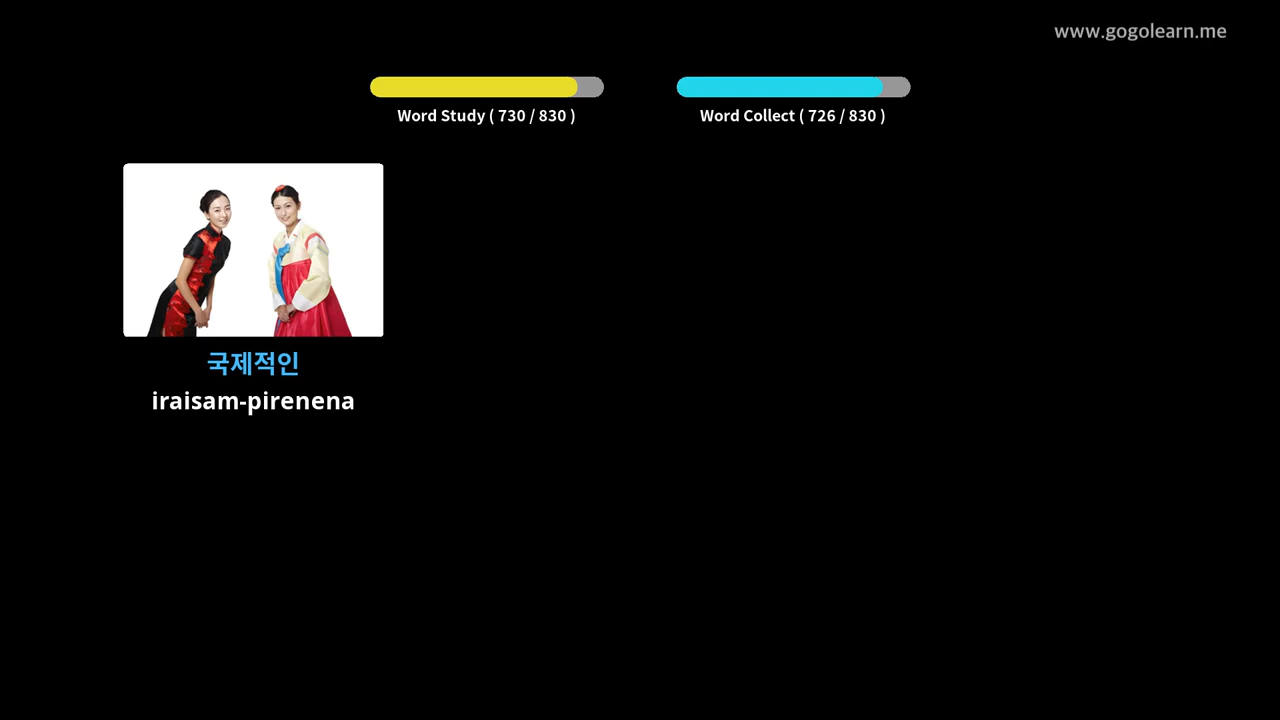 www.gogolearn.me
Word Study ( 730 / 830 )
Word Collect ( 726 / 830 )
국제적인
iraisam-pirenena